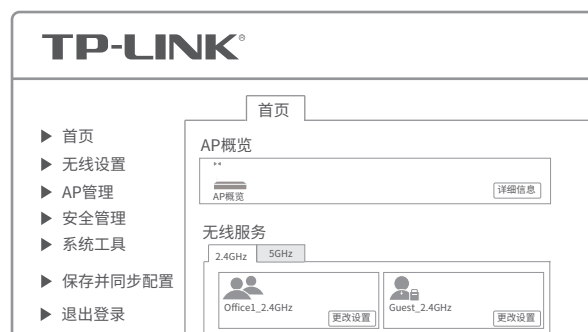 TP-LINK®
首页
首页
无线设置
AP管理
安全管理
系统工具
保存并同步配置
退出登录
AP概览
AP概览
详细信息
无线服务
2.4GHz
5GHz
Office1_2.4GHz
更改设置
Guest_2.4GHz
更改设置